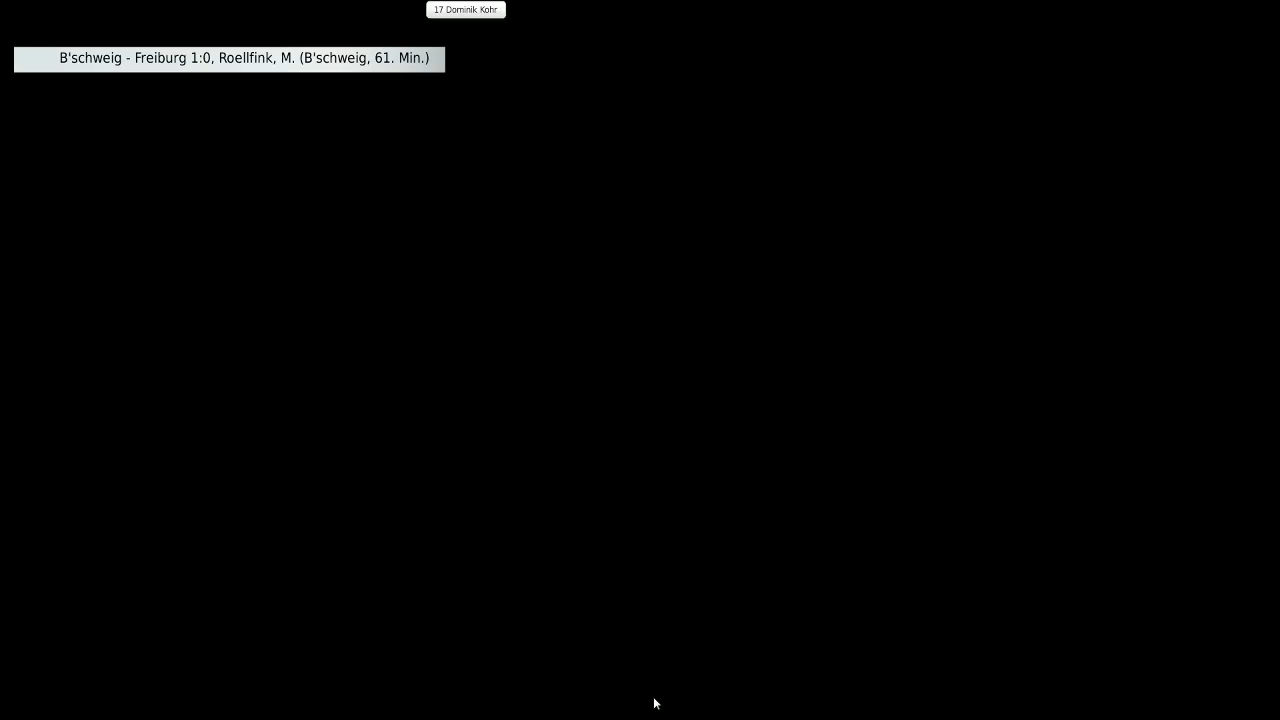 17 Dominik Kohr
B'schweig - Freiburg 1:0, Roellfink, M. (B'schweig, 61. Min.)